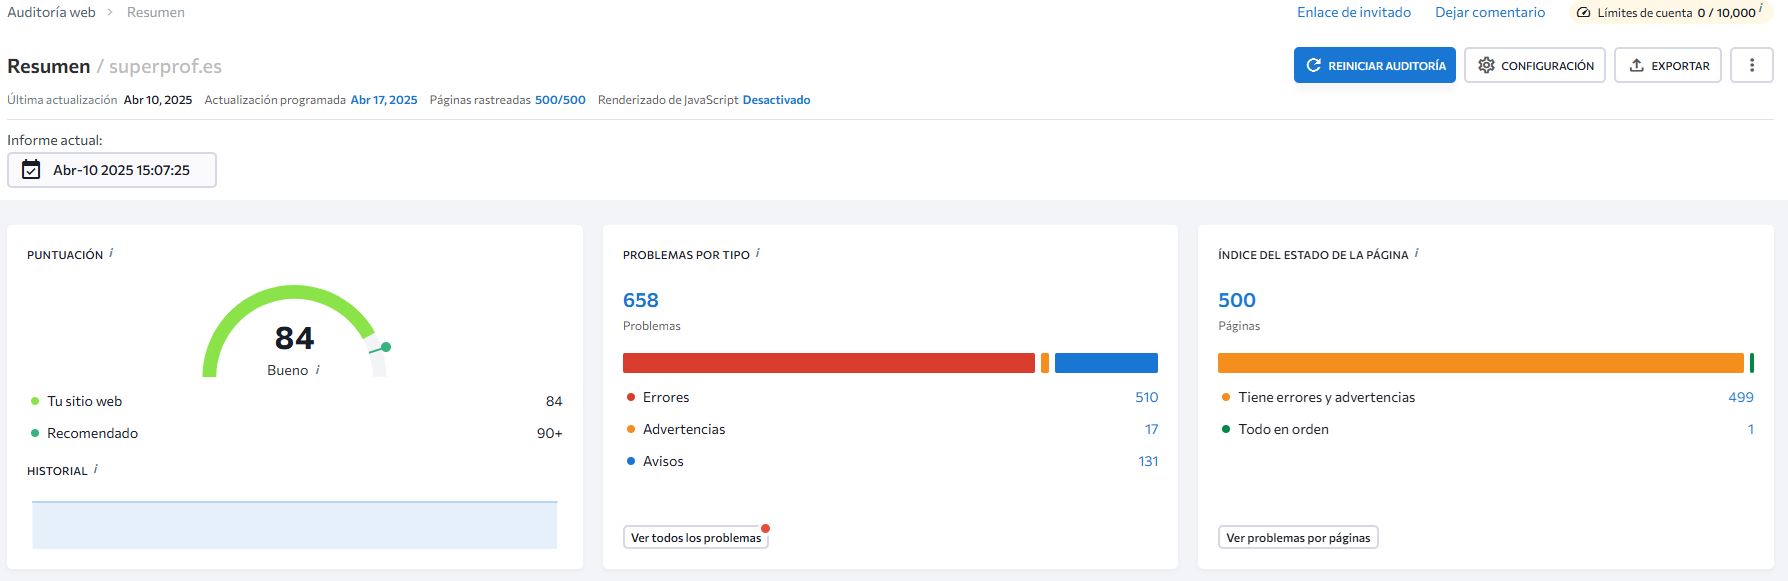 Auditoría web > Resumen
Enlace de invitado Dejar comentario Límites de cuenta 0 / 10,000 i
Resumen / superprof.es
REINICIAR AUDITORÍA CONFIGURACIÓN EXPORTAR
Última actualización Abr 10, 2025 Actualización programada Abr 17, 2025 Páginas rastreadas 500/500 Renderizado de JavaScript Desactivado
Informe actual:
Abr-10 2025 15:07:25
PUNTUACIÓN i
84
Bueno i
Tu sitio web 84
Recomendado 90+
HISTORIAL i
PROBLEMAS POR TIPO i
658
Problemas
Errores 510
Advertencias 17
Avisos 131
Ver todos los problemas
ÍNDICE DEL ESTADO DE LA PÁGINA i
500
Páginas
Tiene errores y advertencias 499
Todo en orden 1
Ver problemas por páginas